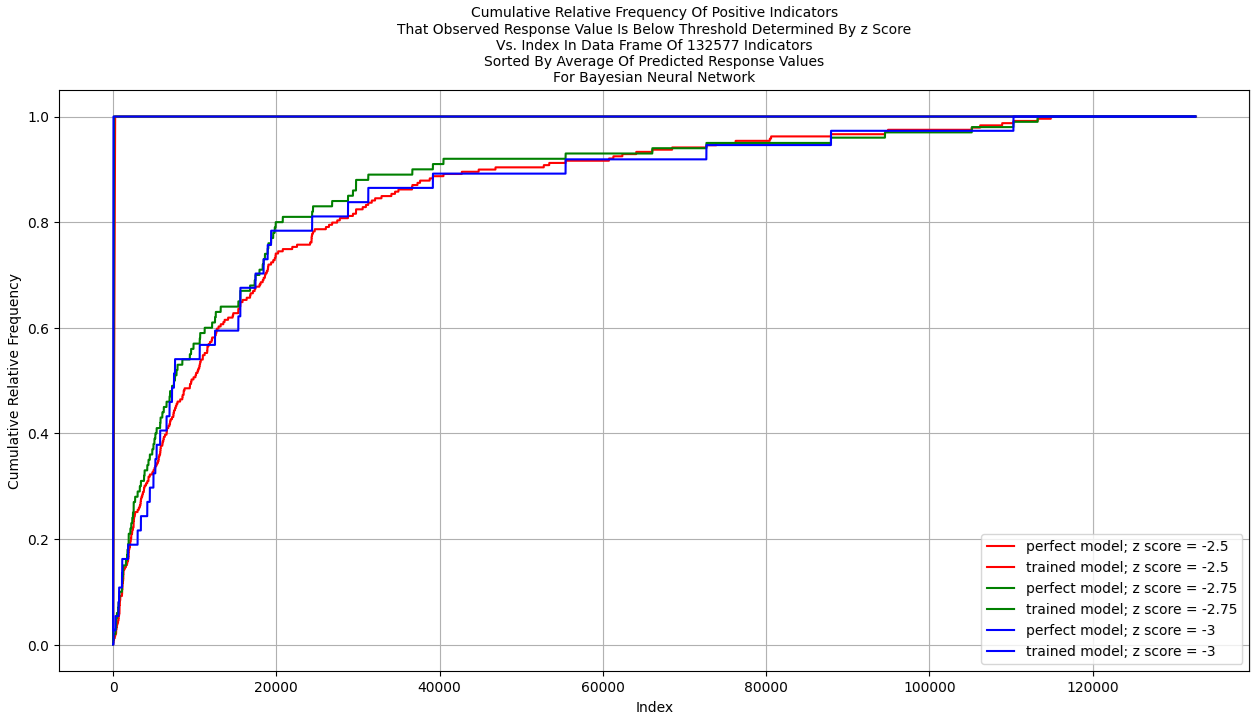 Cumulative Relative Frequency Of Positive Indicators
That Observed Response Value Is Below Threshold Determined By z Score
Vs. Index In Data Frame Of 132577 Indicators
Sorted By Average Of Predicted Response Values
For Bayesian Neural Network
1.0
0.8
0.6
0.4
0.2
0.0
Cumulative Relative Frequency
perfect model; z score = -2.5
trained model; z score = -2.5
perfect model; z score = -2.75
trained model; z score = -2.75
perfect model; z score = -3
trained model; z score = -3
0 20000 40000 60000 80000 100000 120000
Index